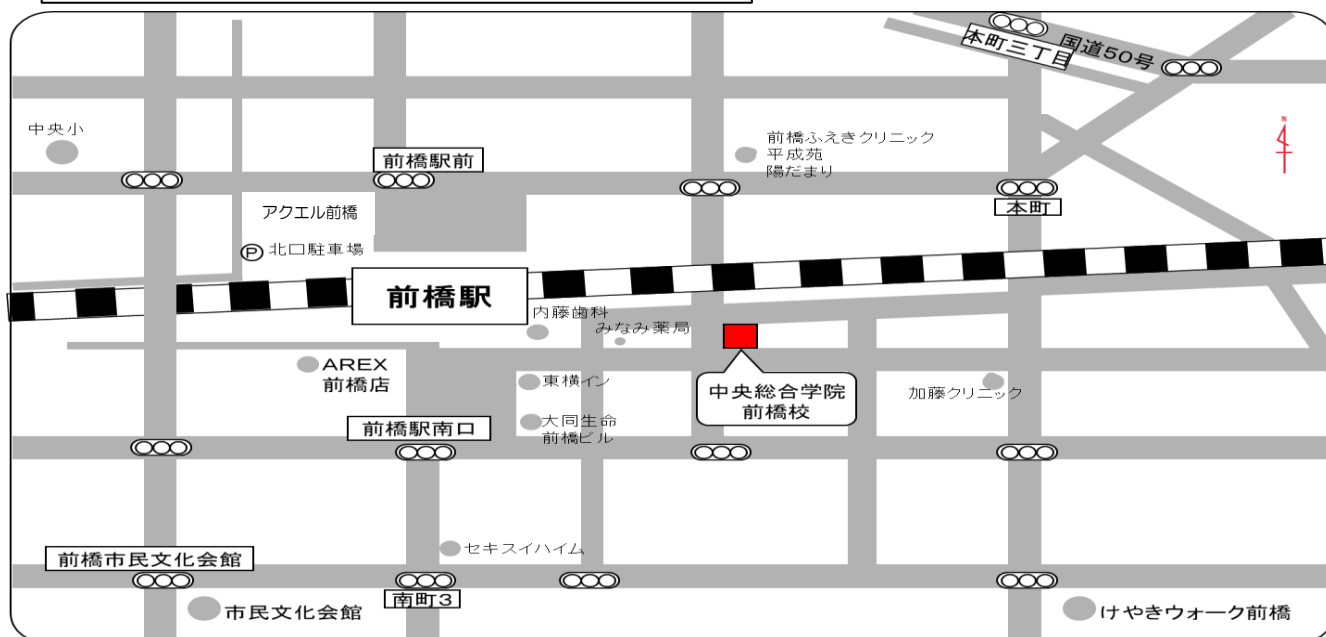 本町三丁目
国道50号
中央小
前橋駅前
前橋ふえきクリニック
平成苑
陽だまり
N
本町
アクエル前橋
P 北口駐車場
前橋駅
内藤歯科
みなみ薬局
AREX
前橋店
東横イン
中央総合学院
前橋校
加藤クリニック
大同生命
前橋ビル
前橋駅南口
セキスイハイム
前橋市民文化会館
南町3
市民文化会館
けやきウォーク前橋